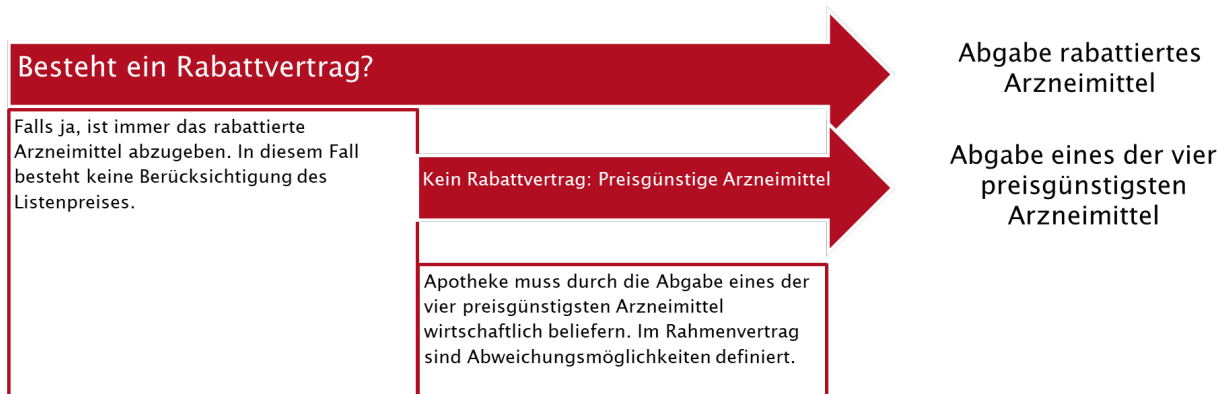 Besteht ein Rabattvertrag?
Abgabe rabattiertes
Arzneimittel
Falls ja, ist immer das rabattierte
Arzneimittel abzugeben. In diesem Fall
besteht keine Berücksichtigung des
Listenpreises.
Kein Rabattvertrag: Preisgünstige Arzneimittel
Abgabe eines der vier
preisgünstigsten
Arzneimittel
Apotheke muss durch die Abgabe eines der
vier preisgünstigsten Arzneimittel
wirtschaftlich beliefern. Im Rahmenvertrag
sind Abweichungsmöglichkeiten definiert.